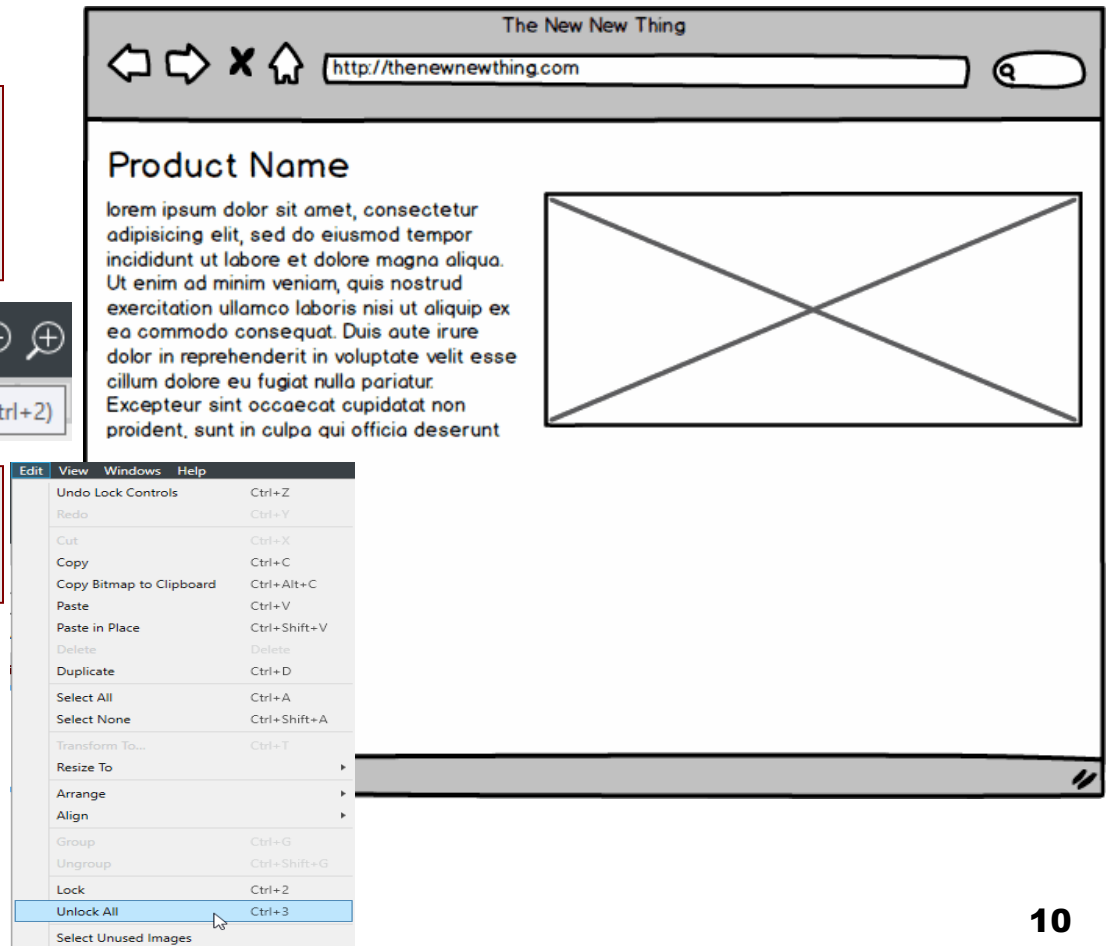 The New New Thing
http://thenewnewthing.com
Product Name
lorem ipsum dolor sit amet, consectetur
adipisicing elit, sed do eiusmod tempor
incididunt ut labore et dolore magna aliqua.
Ut enim ad minim veniam, quis nostrud
exercitation ullamco laboris nisi ut aliquip ex
ea commodo consequat. Duis aute irure
dolor in reprehenderit in voluptate velit esse
cillum dolore eu fugiat nulla pariatur.
Excepteur sint occaecat cupidatat non
proident, sunt in culpa qui officia deserunt
trl+2)
Edit View Windows Help
Undo Lock Controls Ctrl+Z
Redo Ctrl+Y
Cut Ctrl+X
Copy Ctrl+C
Copy Bitmap to Clipboard Ctrl+Alt+C
Paste Ctrl+V
Paste in Place Ctrl+Shift+V
Delete Delete
Duplicate Ctrl+D
Select All Ctrl+A
Select None Ctrl+Shift+A
Transform To... Ctrl+T
Resize To
Arrange
Align
Group Ctrl+G
Ungroup Ctrl+Shift+G
Lock Ctrl+2
Unlock All Ctrl+3
Select Unused Images
10